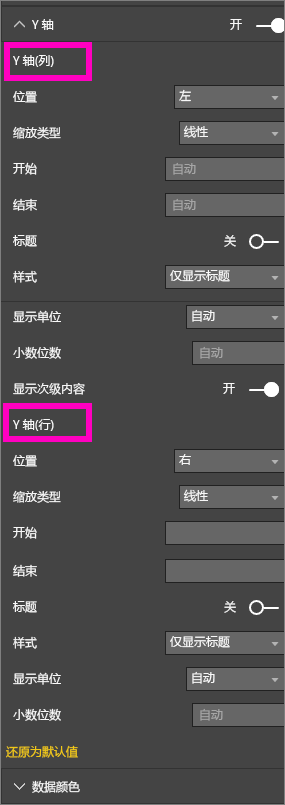 Y 轴 开
Y 轴(列)
位置 左
缩放类型 线性
开始 自动
结束 自动
标题 关
样式 仅显示标题
显示单位 自动
小数位数 自动
显示次级内容 开
Y 轴(行)
位置 右
缩放类型 线性
开始
结束
标题 关
样式 仅显示标题
显示单位 自动
小数位数 自动
还原为默认值
数据颜色